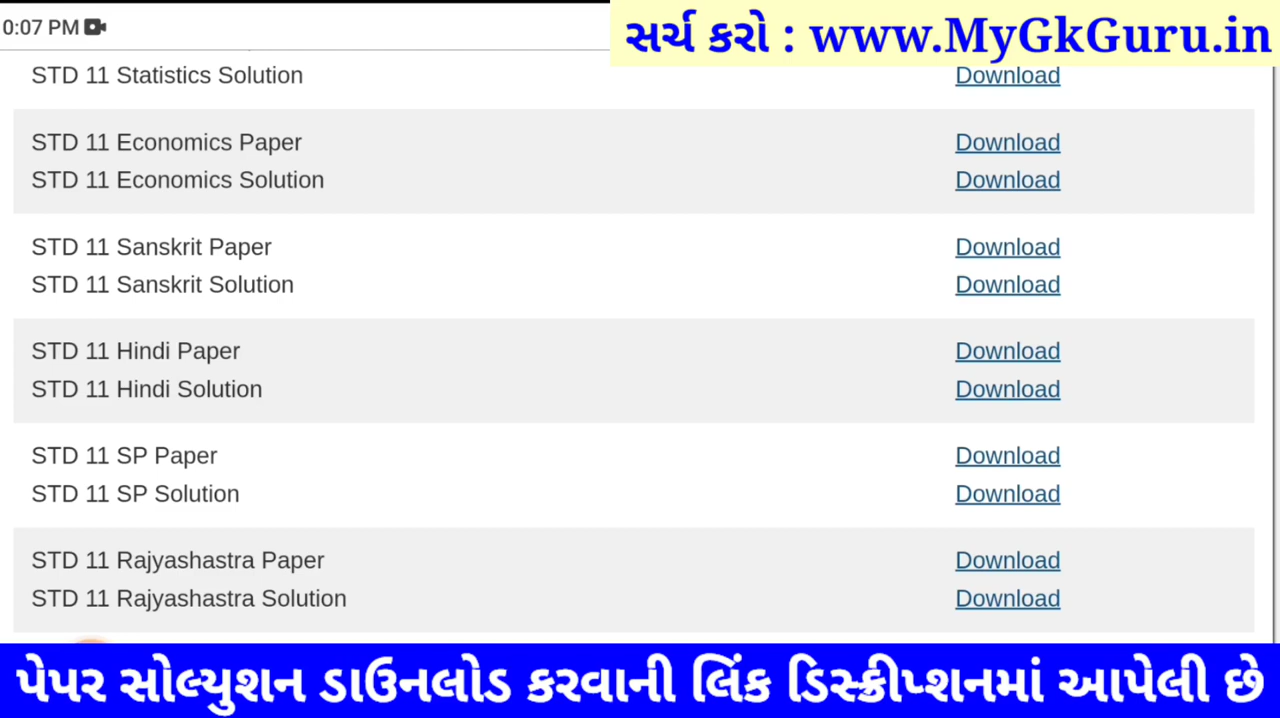 0:07 PM
સર્ચ કરો : www.MyGkGuru.in
STD 11 Statistics Solution Download
STD 11 Economics Paper Download
STD 11 Economics Solution Download
STD 11 Sanskrit Paper Download
STD 11 Sanskrit Solution Download
STD 11 Hindi Paper Download
STD 11 Hindi Solution Download
STD 11 SP Paper Download
STD 11 SP Solution Download
STD 11 Rajyashastra Paper Download
STD 11 Rajyashastra Solution Download
પેપર સોલ્યુશન ડાઉનલોડ કરવાની લિંક ડિસ્ક્રીપ્શનમાં આપેલી છે